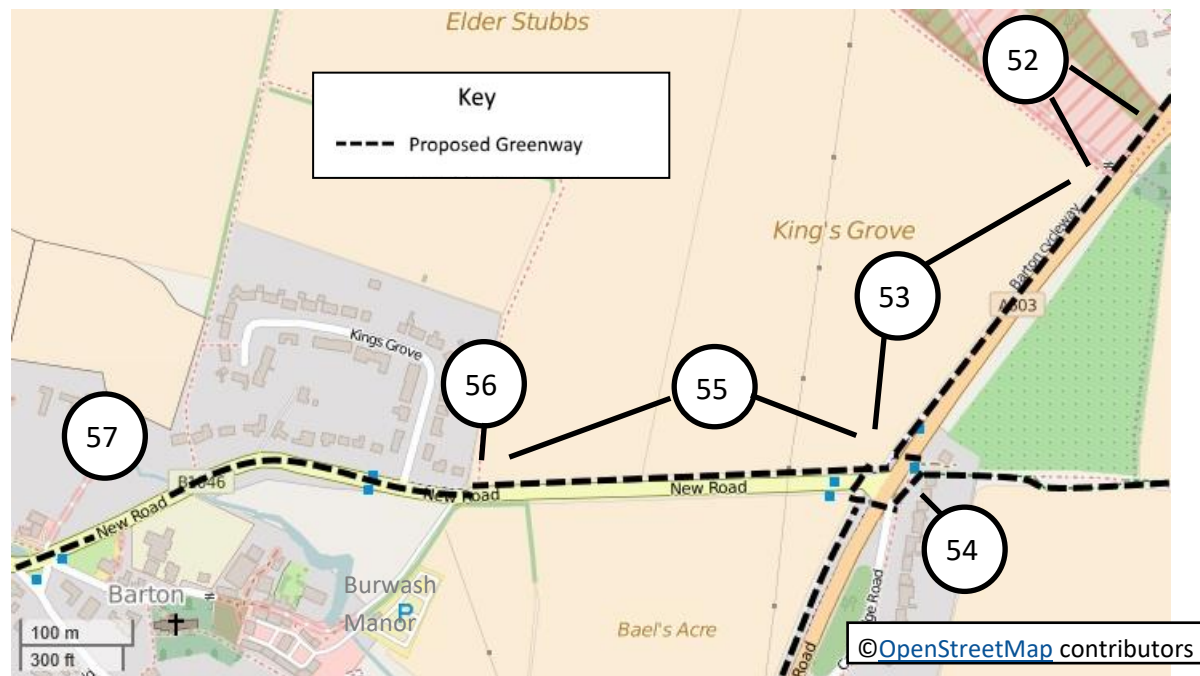 Elder Stubbs
52
Key
Proposed Greenway
King's Grove
Barton cycleway
53
A603
Kings Grove
56
55
57
B1046
New Road
New Road
New Road
54
Barton
Burwash
Manor
P
Bael's Acre
Road
100 m
300 ft
©OpenStreetMap contributors